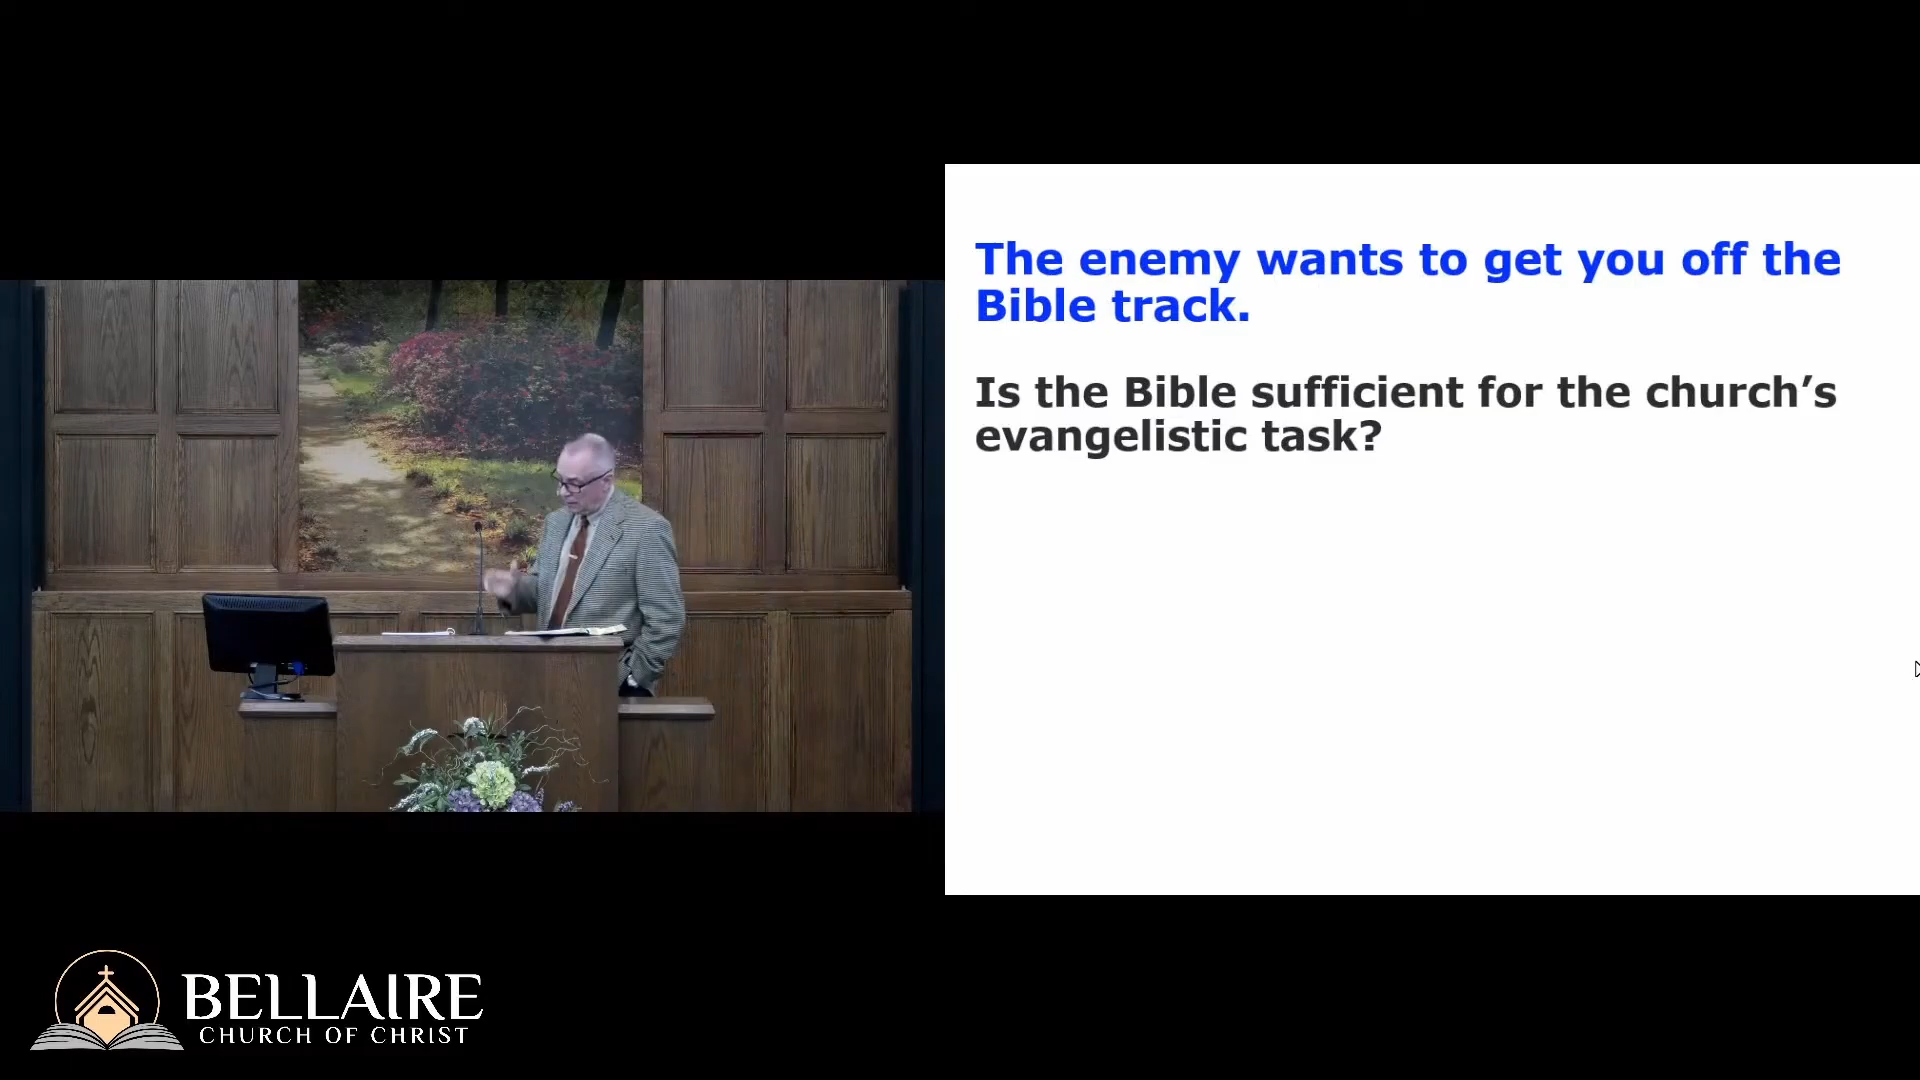 The enemy wants to get you off the
Bible track.
Is the Bible sufficient for the church’s
evangelistic task?
BELLAIRE
CHURCH OF CHRIST